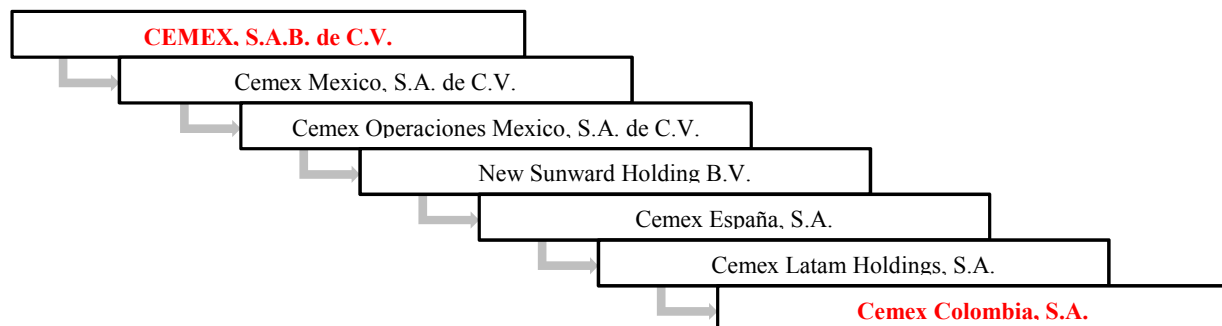 CEMEX, S.A.B. de C.V.
Cemex Mexico, S.A. de C.V.
Cemex Operaciones Mexico, S.A. de C.V.
New Sunward Holding B.V.
Cemex España, S.A.
Cemex Latam Holdings, S.A.
Cemex Colombia, S.A.